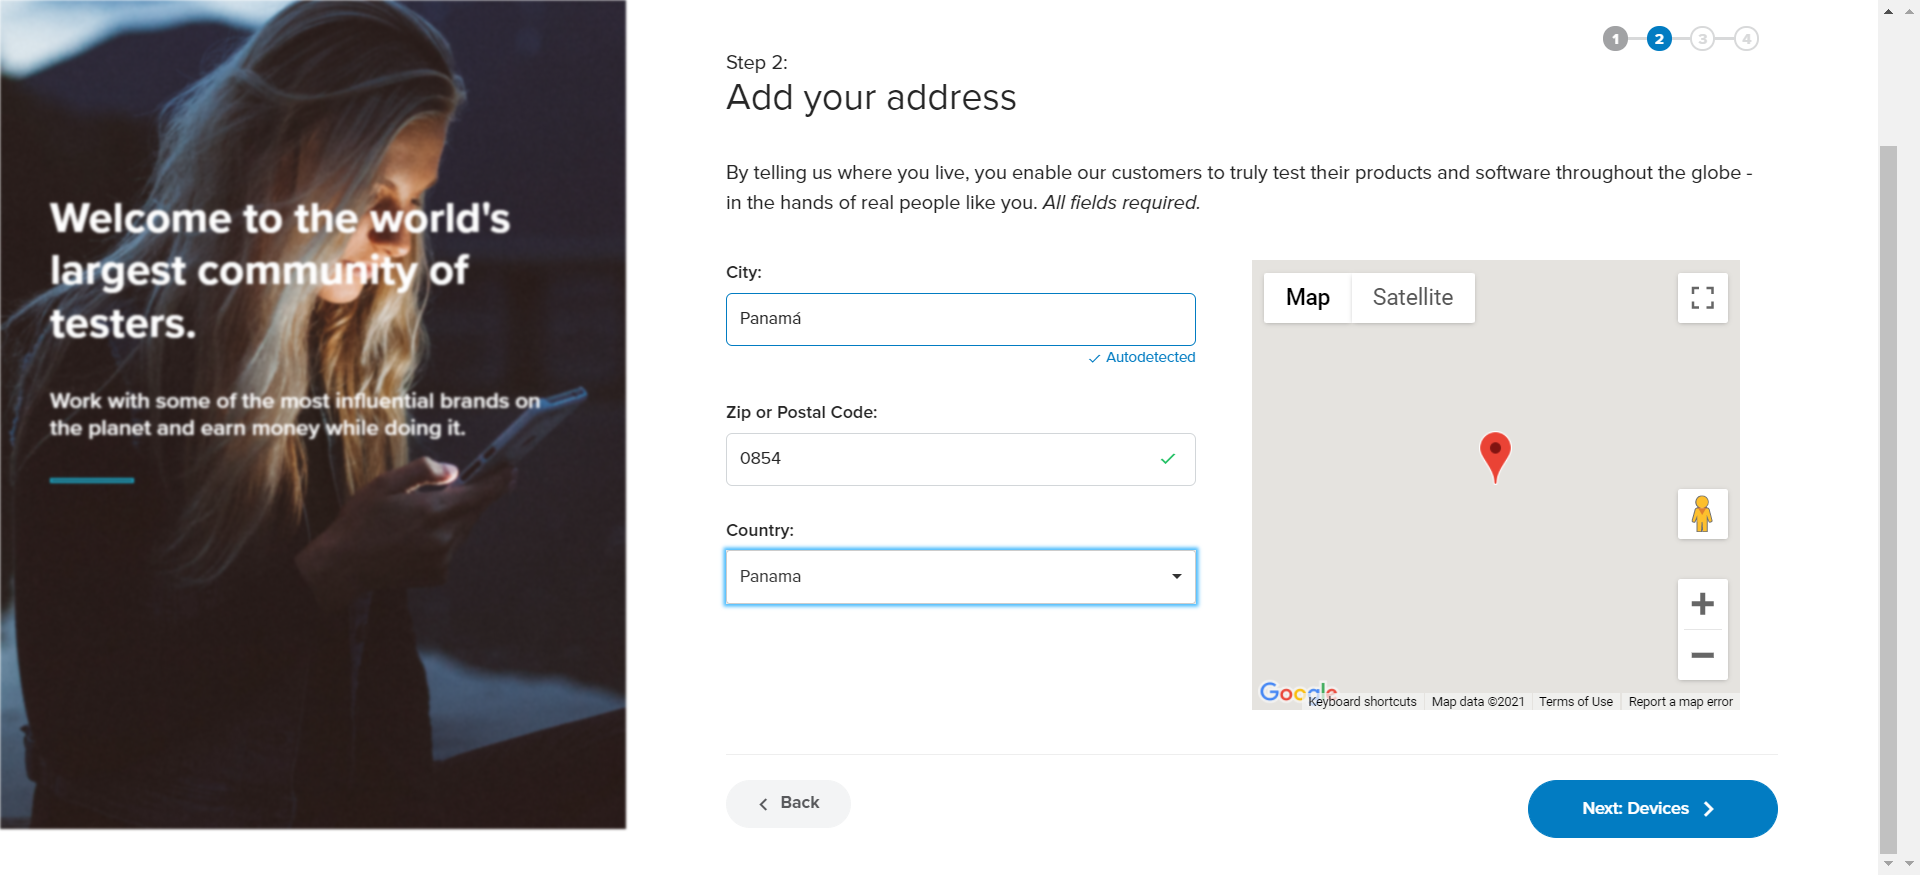 Welcome to the world's
largest community of
testers.
Work with some of the most influential brands on
the planet and earn money while doing it.
1 2 3 4
Step 2:
Add your address
By telling us where you live, you enable our customers to truly test their products and software throughout the globe -
in the hands of real people like you. All fields required.
City:
Panamá
Autodetected
Zip or Postal Code:
0854
Country:
Panama
Map Satellite
Google
Keyboard shortcuts Map data ©2021 Terms of Use Report a map error
Back
Next: Devices